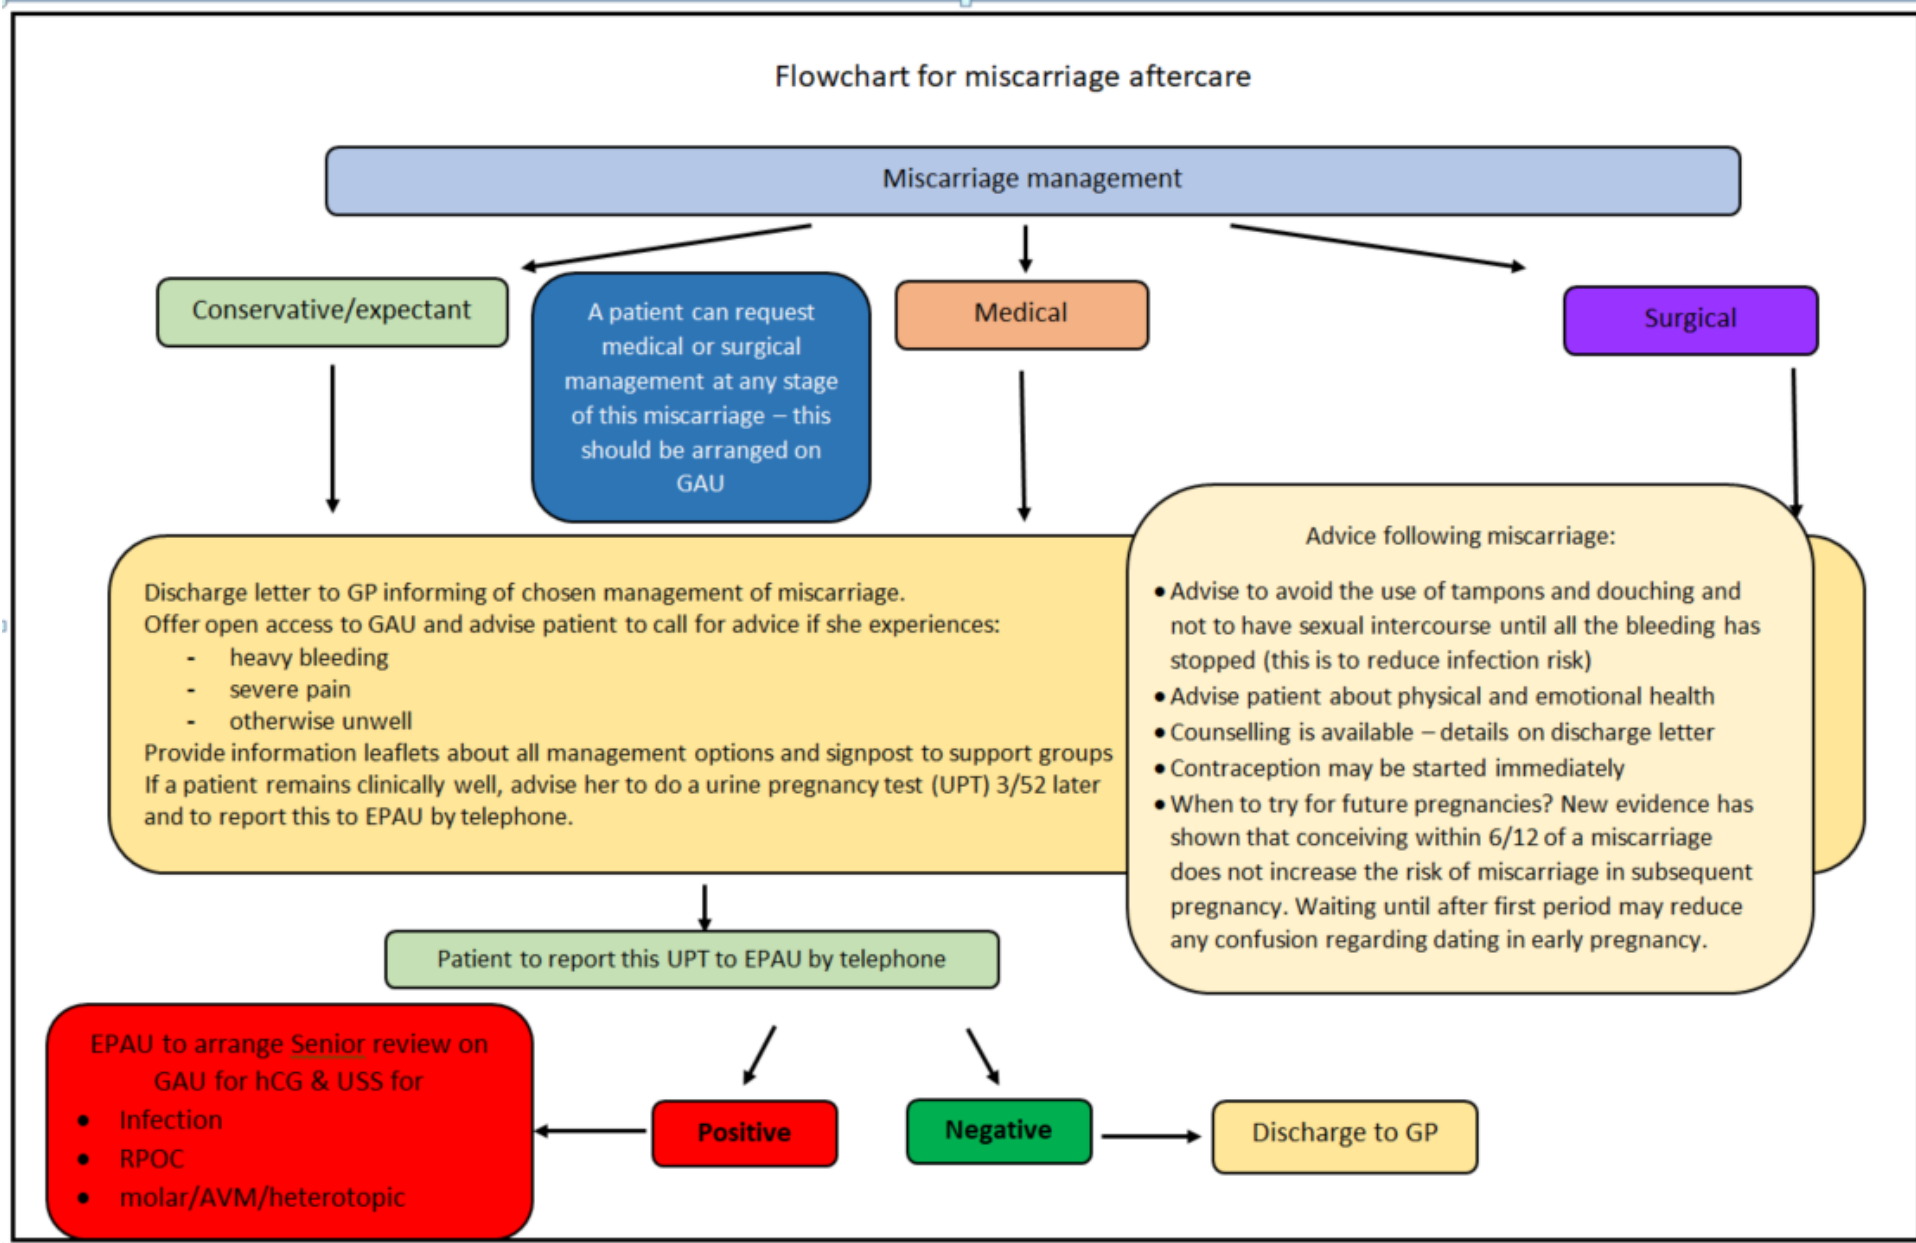 Flowchart for miscarriage aftercare
Miscarriage management
Conservative/expectant
A patient can request
medical or surgical
management at any stage
of this miscarriage – this
should be arranged on
GAU
Medical
Surgical
Discharge letter to GP informing of chosen management of miscarriage.
Offer open access to GAU and advise patient to call for advice if she experiences:
- heavy bleeding
- severe pain
- otherwise unwell
Provide information leaflets about all management options and signpost to support groups
If a patient remains clinically well, advise her to do a urine pregnancy test (UPT) 3/52 later
and to report this to EPAU by telephone.
Advice following miscarriage:
• Advise to avoid the use of tampons and douching and
not to have sexual intercourse until all the bleeding has
stopped (this is to reduce infection risk)
• Advise patient about physical and emotional health
• Counselling is available – details on discharge letter
• Contraception may be started immediately
• When to try for future pregnancies? New evidence has
shown that conceiving within 6/12 of a miscarriage
does not increase the risk of miscarriage in subsequent
pregnancy. Waiting until after first period may reduce
any confusion regarding dating in early pregnancy.
Patient to report this UPT to EPAU by telephone
EPAU to arrange Senior review on
GAU for hCG & USS for
• Infection
• RPOC
• molar/AVM/heterotopic
Positive
Negative
Discharge to GP